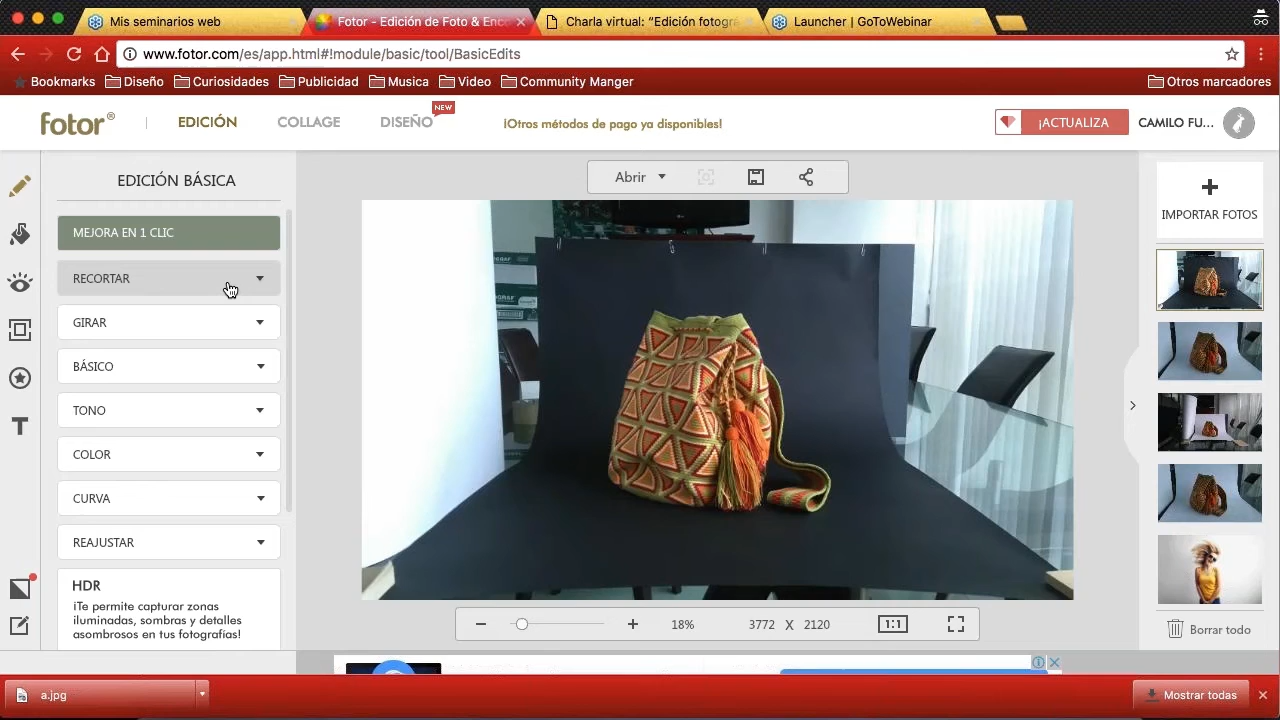 Mis seminarios web
Fotor - Edición de Foto & Enco
Charla virtual: "Edición fotográ
Launcher | GoToWebinar
www.fotor.com/es/app.html#!module/basic/tool/BasicEdits
Bookmarks
Diseño
Curiosidades
Publicidad
Musica
Video
Community Manger
Otros marcadores
fotor®
EDICIÓN
COLLAGE
DISEÑO
NEW
¡Otros métodos de pago ya disponibles!
¡ACTUALIZA
CAMILO FU...
EDICIÓN BÁSICA
MEJORA EN 1 CLIC
RECORTAR
GIRAR
BÁSICO
TONO
COLOR
CURVA
REAJUSTAR
HDR
¡Te permite capturar zonas
iluminadas, sombras y detalles
asombrosos en tus fotografías!
Abrir
18%
3772 X 2120
1:1
IMPORTAR FOTOS
Borrar todo
a.jpg
Mostrar todas